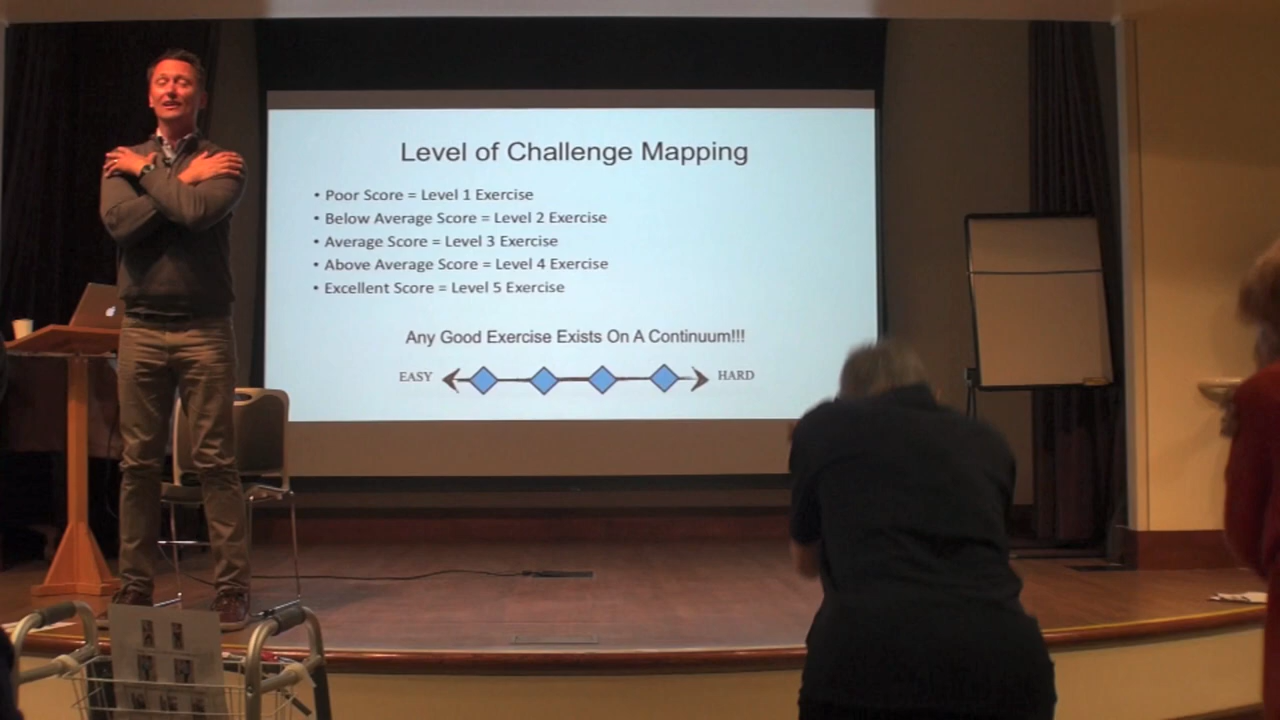 Level of Challenge Mapping
• Poor Score = Level 1 Exercise
• Below Average Score = Level 2 Exercise
• Average Score = Level 3 Exercise
• Above Average Score = Level 4 Exercise
• Excellent Score = Level 5 Exercise
Any Good Exercise Exists On A Continuum!!!
EASY HARD